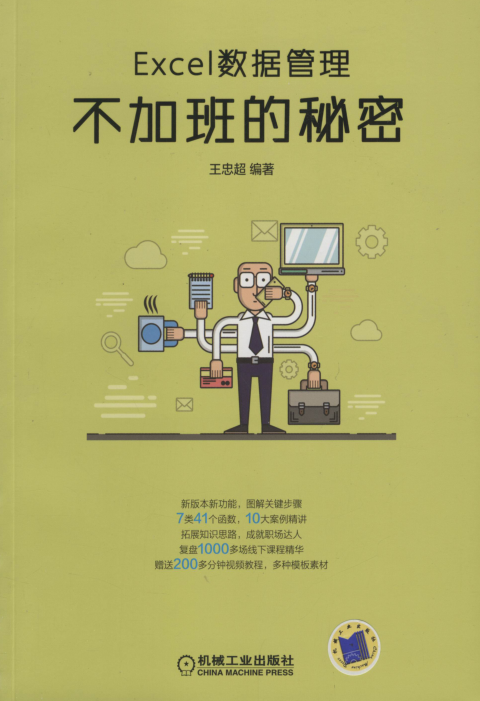 Excel数据管理
不加班的秘密
王忠超 编著
新版本新功能，图解关键步骤
7类41个函数，10大案例精讲
拓展知识思路，成就职场达人
复盘1000多场线下课程精华
赠送200多分钟视频教程，多种模板素材
机械工业出版社
CHINA MACHINE PRESS